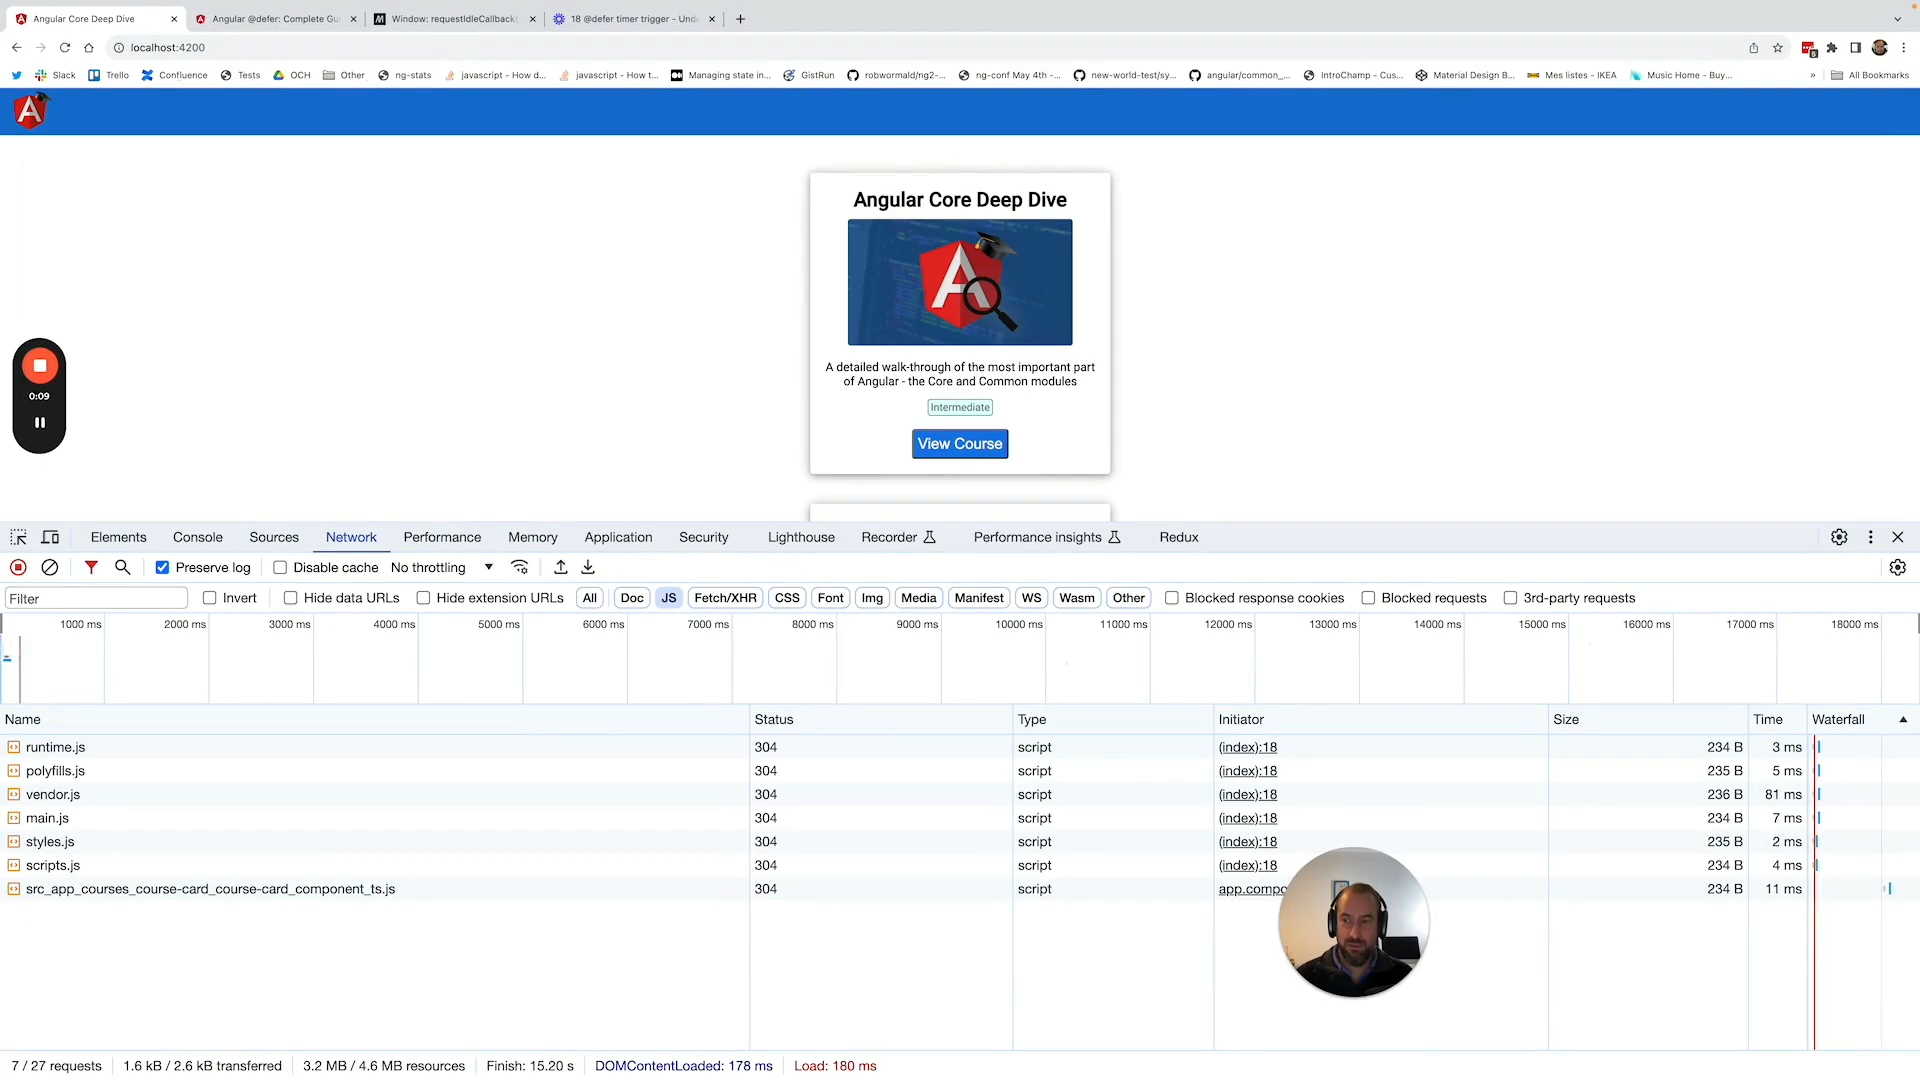 Angular Core Deep Dive
Angular @defer: Complete Gu
Window: requestIdleCallback(
18 @defer timer trigger - Und
localhost:4200
Slack
Trello
Confluence
Tests
OCH
Other
ng-stats
javascript - How d...
javascript - How t...
Managing state in...
GistRun
robwormald/ng2-...
ng-conf May 4th -...
new-world-test/sy...
angular/common_...
IntroChamp - Cus...
Material Design B...
Mes listes - IKEA
Music Home - Buy...
»
All Bookmarks
Angular Core Deep Dive
A detailed walk-through of the most important part
of Angular - the Core and Common modules
Intermediate
View Course
0:09
Elements Console Sources Network Performance Memory Application Security Lighthouse Recorder Performance insights Redux
Preserve log Disable cache No throttling
Filter Invert Hide data URLs Hide extension URLs All Doc JS Fetch/XHR CSS Font Img Media Manifest WS Wasm Other Blocked response cookies Blocked requests 3rd-party requests
1000 ms 2000 ms 3000 ms 4000 ms 5000 ms 6000 ms 7000 ms 8000 ms 9000 ms 10000 ms 11000 ms 12000 ms 13000 ms 14000 ms 15000 ms 16000 ms 17000 ms 18000 ms
Name Status Type Initiator Size Time Waterfall
runtime.js 304 script (index):18 234 B 3 ms
polyfills.js 304 script (index):18 235 B 5 ms
vendor.js 304 script (index):18 236 B 81 ms
main.js 304 script (index):18 234 B 7 ms
styles.js 304 script (index):18 235 B 2 ms
scripts.js 304 script (index):18 234 B 4 ms
src_app_courses_course-card_course-card_component_ts.js 304 script app.compo 234 B 11 ms
7 / 27 requests 1.6 kB / 2.6 kB transferred 3.2 MB / 4.6 MB resources Finish: 15.20 s DOMContentLoaded: 178 ms Load: 180 ms